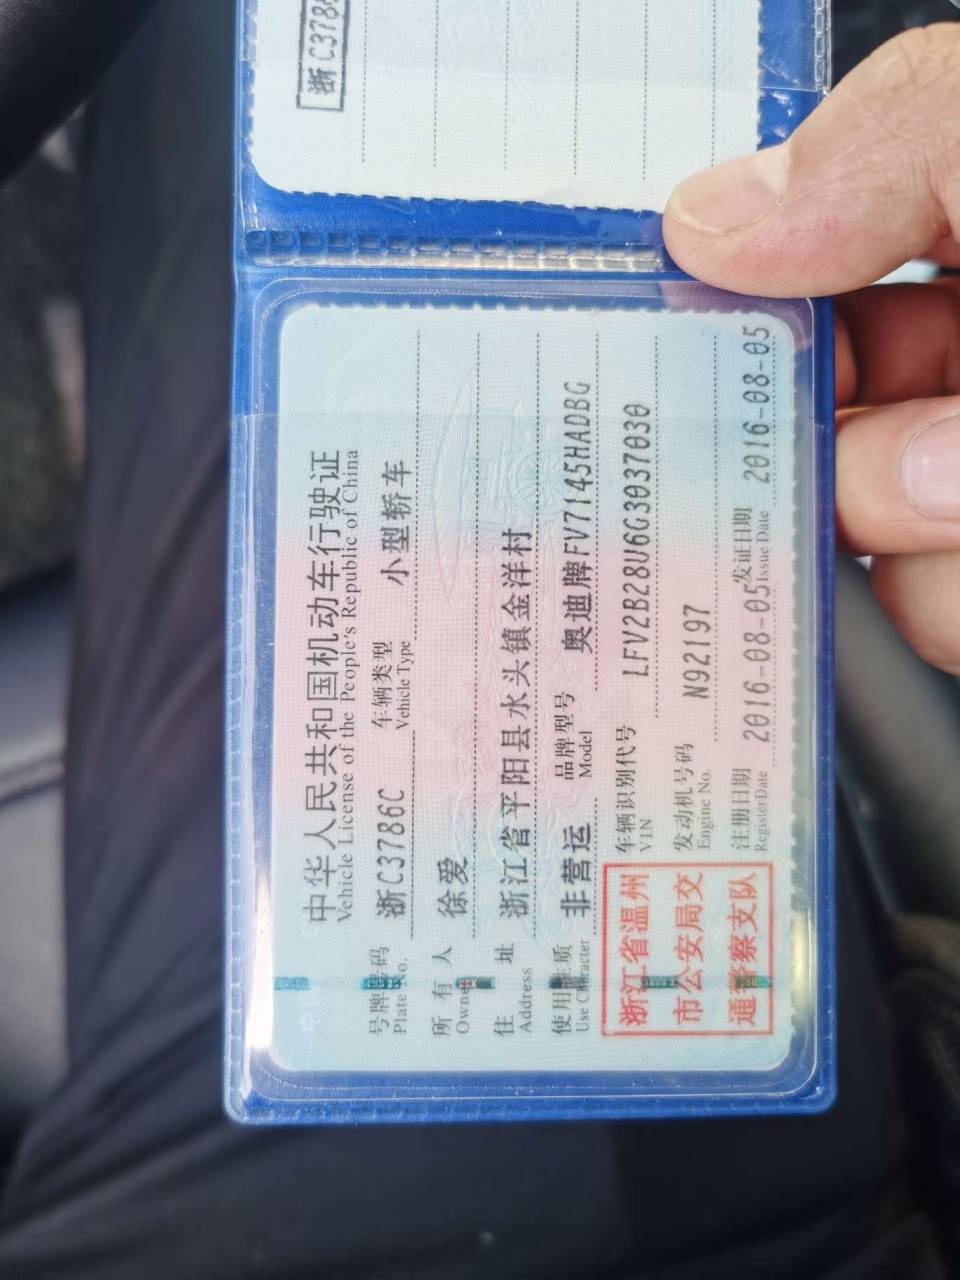 浙C3786
中华人民共和国机动车行驶证
Vehicle License of the People's Republic of China
号牌号码 浙C3786C 车辆类型 小型轿车
Plate No. Vehicle Type
所有人 徐爱
Owner
住址 浙江省平阳县水头镇金洋村
Address
使用性质 非营运 品牌型号 奥迪牌FV7145HADBG
Use Character Model
浙江省温州
市公安局交
通警察支队
车辆识别代号 LFV2B28U6G3037030
VIN
发动机号码 N92197
Engine No.
注册日期 2016-08-05 发证日期 2016-08-05
Register Date Issue Date